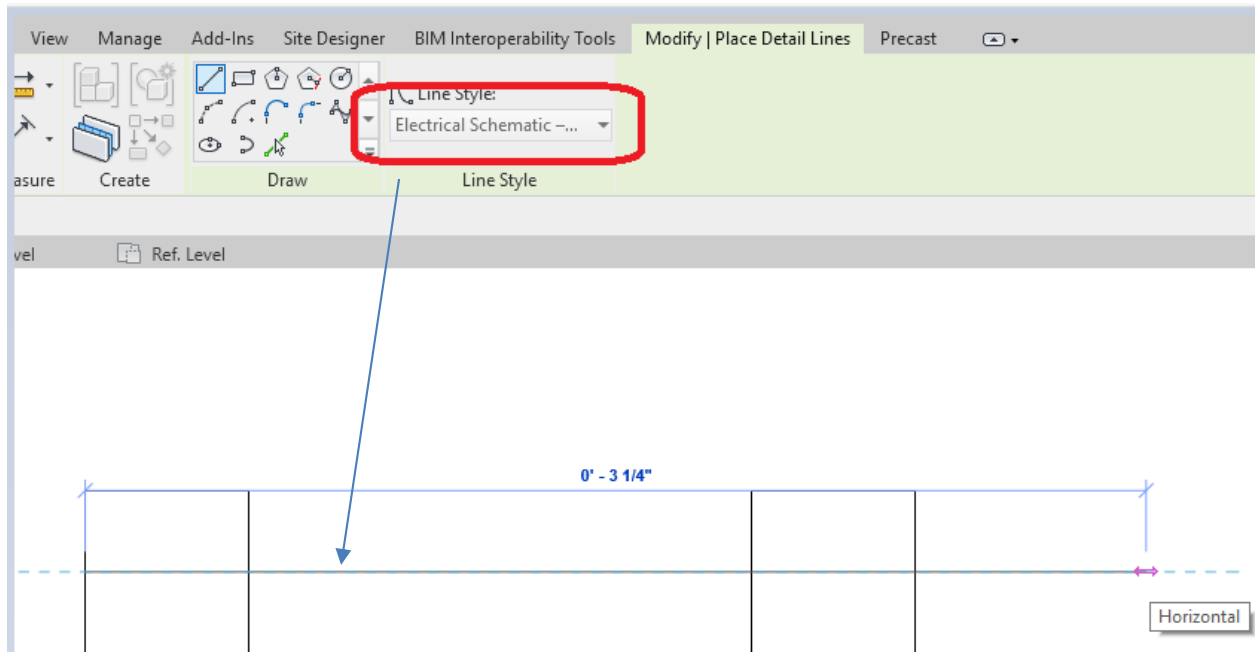 View Manage Add-Ins Site Designer BIM Interoperability Tools Modify | Place Detail Lines Precast
Line Style:
Electrical Schematic –...
asure Create Draw Line Style
vel Ref. Level
0' - 3 1/4"
Horizontal